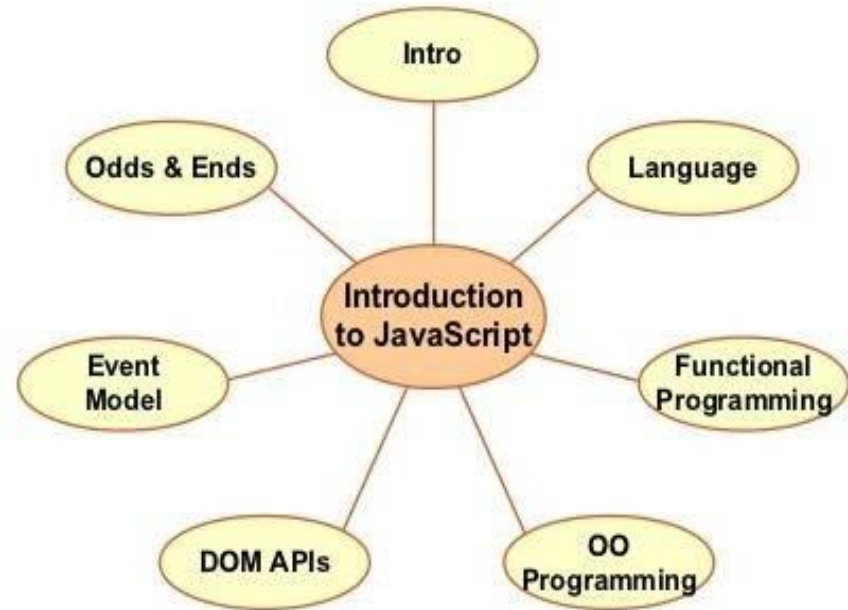 Intro
Odds & Ends
Language
Introduction
to JavaScript
Event
Model
Functional
Programming
DOM APIs
OO
Programming